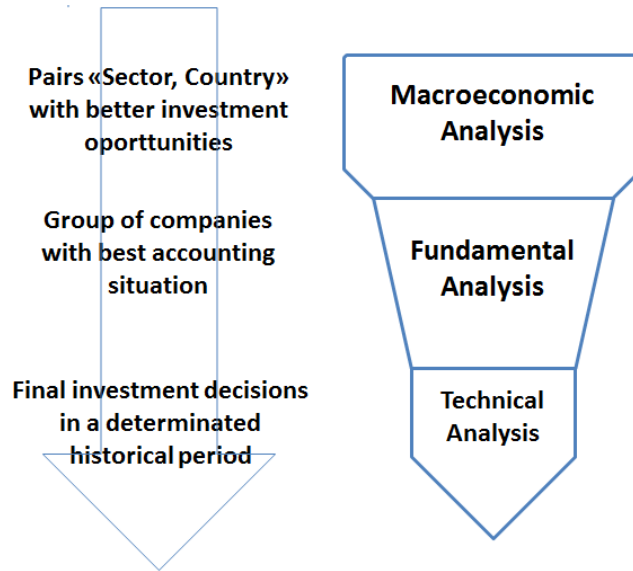 Pairs «Sector, Country»
with better investment
oporttunities
Macroeconomic
Analysis
Group of companies
with best accounting
situation
Fundamental
Analysis
Final investment decisions
in a determinated
historical period
Technical
Analysis